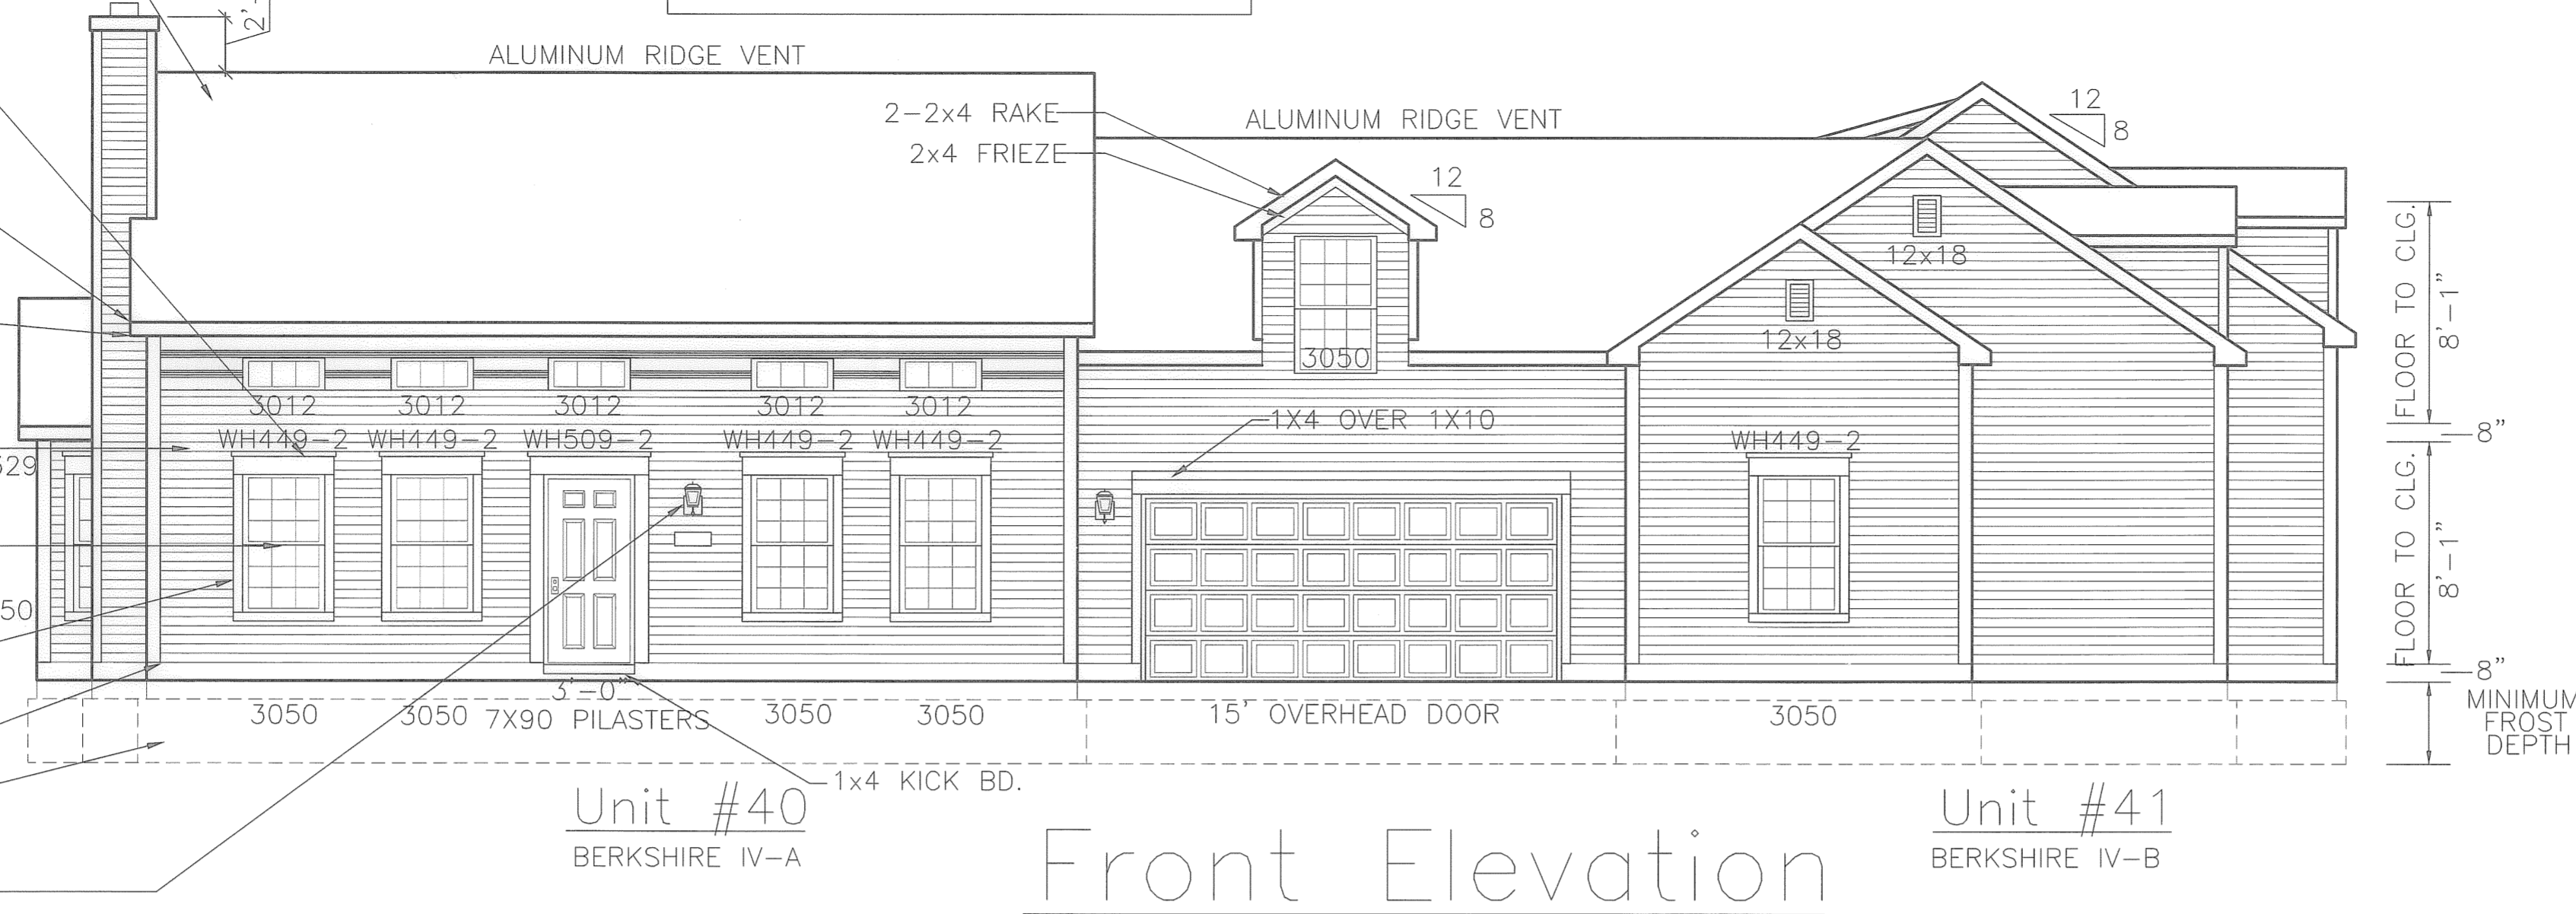 2'-
ALUMINUM RIDGE VENT
2-2x4 RAKE
2x4 FRIEZE
ALUMINUM RIDGE VENT
12
8
12
8
12x18
12x18
3050
3012 3012 3012 3012 3012
WH449-2 WH449-2 WH509-2 WH449-2 WH449-2
1X4 OVER 1X10
WH449-2
529
50
FLOOR TO CLG.
8'-1"
8"
FLOOR TO CLG.
8'-1"
8"
MINIMUM
FROST
DEPTH
3'-0"
3050 3050 7X90 PILASTERS 3050 3050 15' OVERHEAD DOOR 3050
1x4 KICK BD.
Unit #40
BERKSHIRE IV-A
Unit #41
BERKSHIRE IV-B
Front Elevation